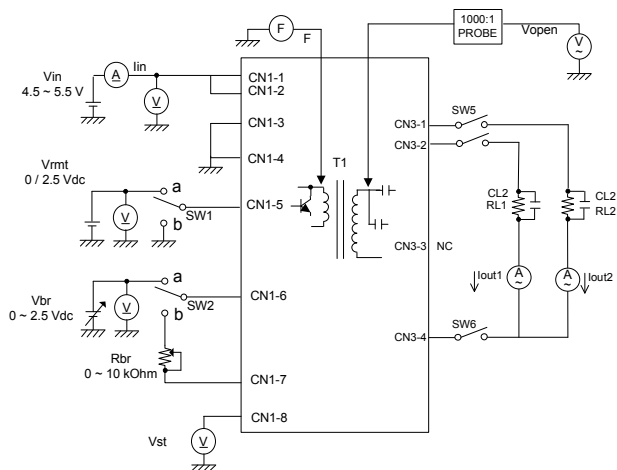 1000:1
PROBE
Vopen
V
F
F
Vin
4.5 ~ 5.5 V
A
Iin
V
CN1-1
CN1-2
CN1-3
CN1-4
Vrmt
0 / 2.5 Vdc
V
a
b
SW1
CN1-5
T1
Vbr
0 ~ 2.5 Vdc
V
a
b
SW2
CN1-6
Rbr
0 ~ 10 kOhm
CN1-7
CN1-8
Vst
V
CN3-1
CN3-2
SW5
CL2
RL1
CL2
RL2
CN3-3 NC
Iout1
A
A
Iout2
CN3-4
SW6